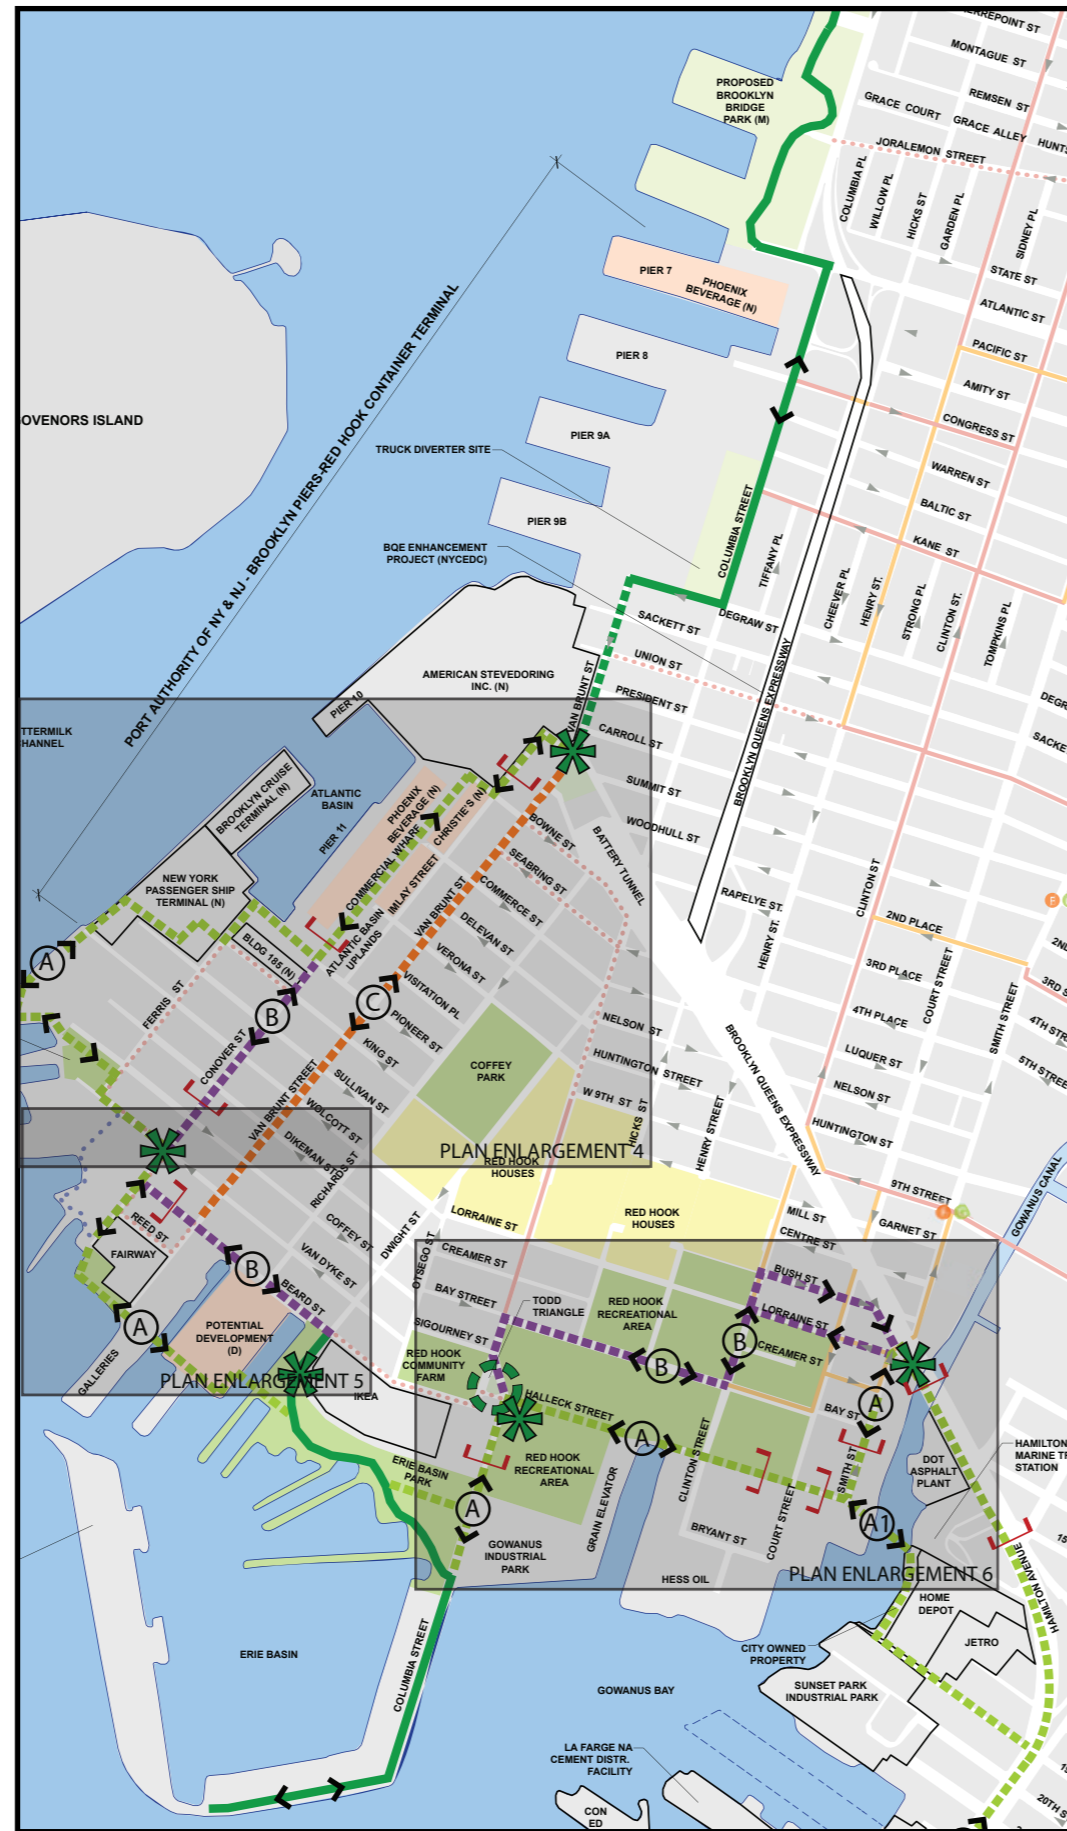 MONTAGUE ST
REMSEN ST
GRACE COURT
GRACE ALLEY
JORALEMON STREET
PROPOSED
BROOKLYN
BRIDGE
PARK (M)
COLUMBIA PL
WILLOW PL
HICKS ST
GARDEN PL
SIDNEY PL
STATE ST
ATLANTIC ST
PACIFIC ST
AMITY ST
CONGRESS ST
WARREN ST
BALTIC ST
KANE ST
PIER 7
PHOENIX
BEVERAGE (N)
PIER 8
PIER 9A
PIER 9B
OVENORS ISLAND
PORT AUTHORITY OF NY & NJ - BROOKLYN PIERS-RED HOOK CONTAINER TERMINAL
TRUCK DIVERTER SITE
BQE ENHANCEMENT
PROJECT (NYCEDC)
COLUMBIA STREET
TIFFANY PL
CHEEVER PL
HENRY ST.
STRONG PL
CLINTON ST.
TOMPKINS PL
DEGRAW ST
SACKETT ST
UNION ST
PRESIDENT ST
CARROLL ST
SUMMIT ST
WOODHULL ST
RAPELYE ST.
BROOKLYN QUEENS EXPRESSWAY
VAN BRUNT ST
AMERICAN STEVEDORING
INC. (N)
PIER 10
TTERMILK
HANNEL
BROOKLYN CRUISE
TERMINAL (N)
ATLANTIC
BASIN
PIER 11
NEW YORK
PASSENGER SHIP
TERMINAL (N)
PHOENIX
BEVERAGE (N)
COMMERCIAL WHARF
CHRISTIE'S (N)
IMLAY STREET
ATLANTIC BASIN
UPLANDS
BLDG 185 (N)
VAN BRUNT ST
BOWNE ST
SEABRING ST
COMMERCE ST
DELEVAN ST
VERONA ST
VISITATION PL
PIONEER ST
KING ST
SULLIVAN ST
WOLCOTT ST
DIKEMAN ST
BATTERY TUNNEL
FERRIS ST
CONOVER ST
VAN BRUNT STREET
RICHARDS ST
A
B
C
COFFEY
PARK
NELSON ST
HUNTINGTON STREET
W 9TH ST
HICKS ST
HENRY STREET
HENRY ST.
CLINTON ST
2ND PLACE
3RD PLACE
4TH PLACE
LUQUER ST
NELSON ST
HUNTINGTON ST
COURT STREET
SMITH STREET
F
BROOKLYN QUEENS EXPRESSWAY
9TH STREET
GARNET ST
MILL ST
CENTRE ST
GOWANUS CANAL
PLAN ENLARGEMENT 4
RED HOOK
HOUSES
RED HOOK
HOUSES
COFFEY ST
VAN DYKE ST
BEARD ST
REED ST
FAIRWAY
B
A
GALLERIES
POTENTIAL
DEVELOPMENT
(D)
PLAN ENLARGEMENT 5
DWIGHT ST
OTSEGO ST
LORRAINE ST
CREAMER ST
BAY STREET
SIGOURNEY ST
TODD
TRIANGLE
RED HOOK
RECREATIONAL
AREA
RED HOOK
COMMUNITY
FARM
IKEA
HALLECK STREET
B
B
A
BUSH ST
LORRAINE ST
CREAMER ST
BAY ST
A
SMITH ST
DOT
ASPHALT
PLANT
HAMILTON
STATION
ERIE BASIN
PARK
RED HOOK
RECREATIONAL
AREA
A
GRAIN ELEVATOR
CLINTON STREET
COURT STREET
BRYANT ST
A1
GOWANUS
INDUSTRIAL
PARK
HESS OIL
PLAN ENLARGEMENT 6
HAMILTON AVENUE
HOME
DEPOT
JETRO
CITY OWNED
PROPERTY
SUNSET PARK
INDUSTRIAL PARK
ERIE BASIN
COLUMBIA STREET
GOWANUS BAY
LA FARGE NA
CEMENT DISTR.
FACILITY
CON
ED